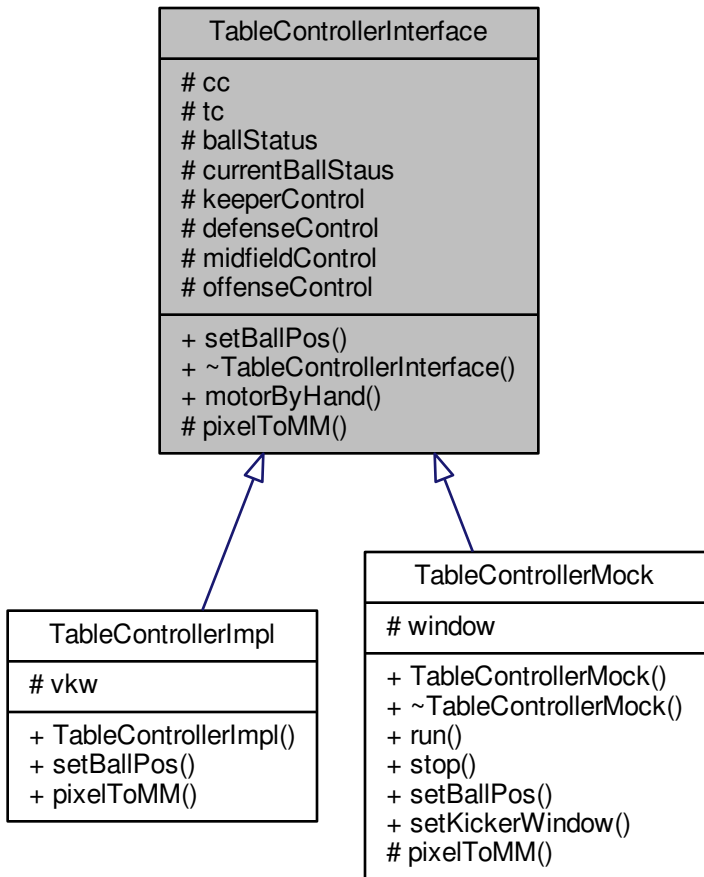 TableControllerInterface
# cc
# tc
# ballStatus
# currentBallStaus
# keeperControl
# defenseControl
# midfieldControl
# offenseControl
+ setBallPos()
+ ~TableControllerInterface()
+ motorByHand()
# pixelToMM()
TableControllerImpl
# vkw
+ TableControllerImpl()
+ setBallPos()
+ pixelToMM()
TableControllerMock
# window
+ TableControllerMock()
+ ~TableControllerMock()
+ run()
+ stop()
+ setBallPos()
+ setKickerWindow()
# pixelToMM()